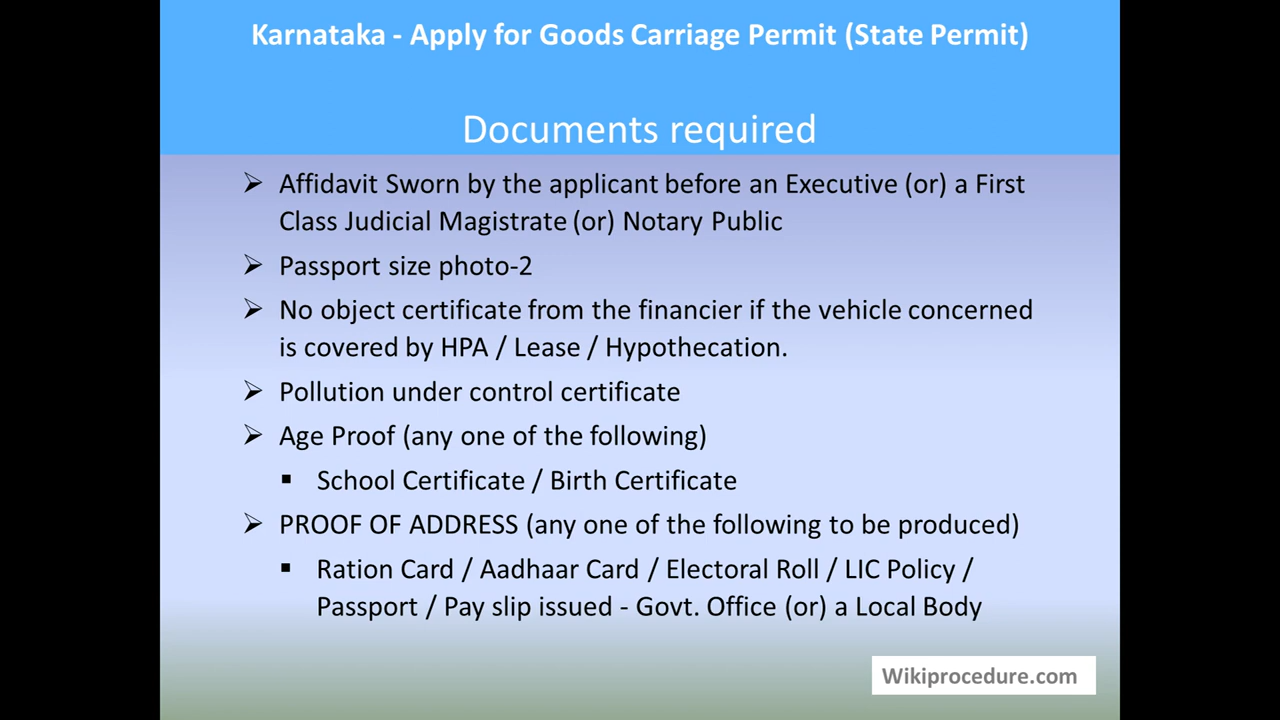 Karnataka - Apply for Goods Carriage Permit (State Permit)
Documents required
➢ Affidavit Sworn by the applicant before an Executive (or) a First
Class Judicial Magistrate (or) Notary Public
➢ Passport size photo-2
➢ No object certificate from the financier if the vehicle concerned
is covered by HPA / Lease / Hypothecation.
➢ Pollution under control certificate
➢ Age Proof (any one of the following)
▪ School Certificate / Birth Certificate
➢ PROOF OF ADDRESS (any one of the following to be produced)
▪ Ration Card / Aadhaar Card / Electoral Roll / LIC Policy /
Passport / Pay slip issued - Govt. Office (or) a Local Body
Wikiprocedure.com